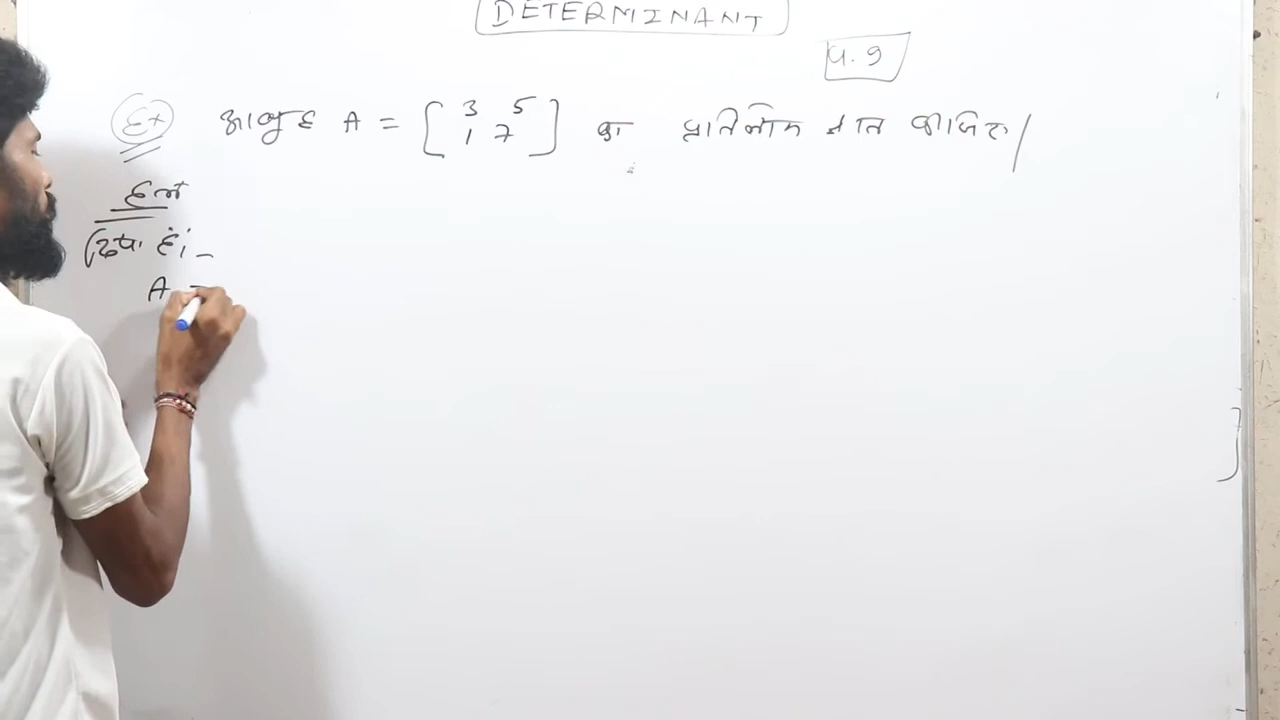 DETERMINANT
प्र. 9
Ex आव्यूह A = [ 3 5 का प्रतिलोम ज्ञात कीजिए।
1 7 ]
हल
दिया है।-
A =